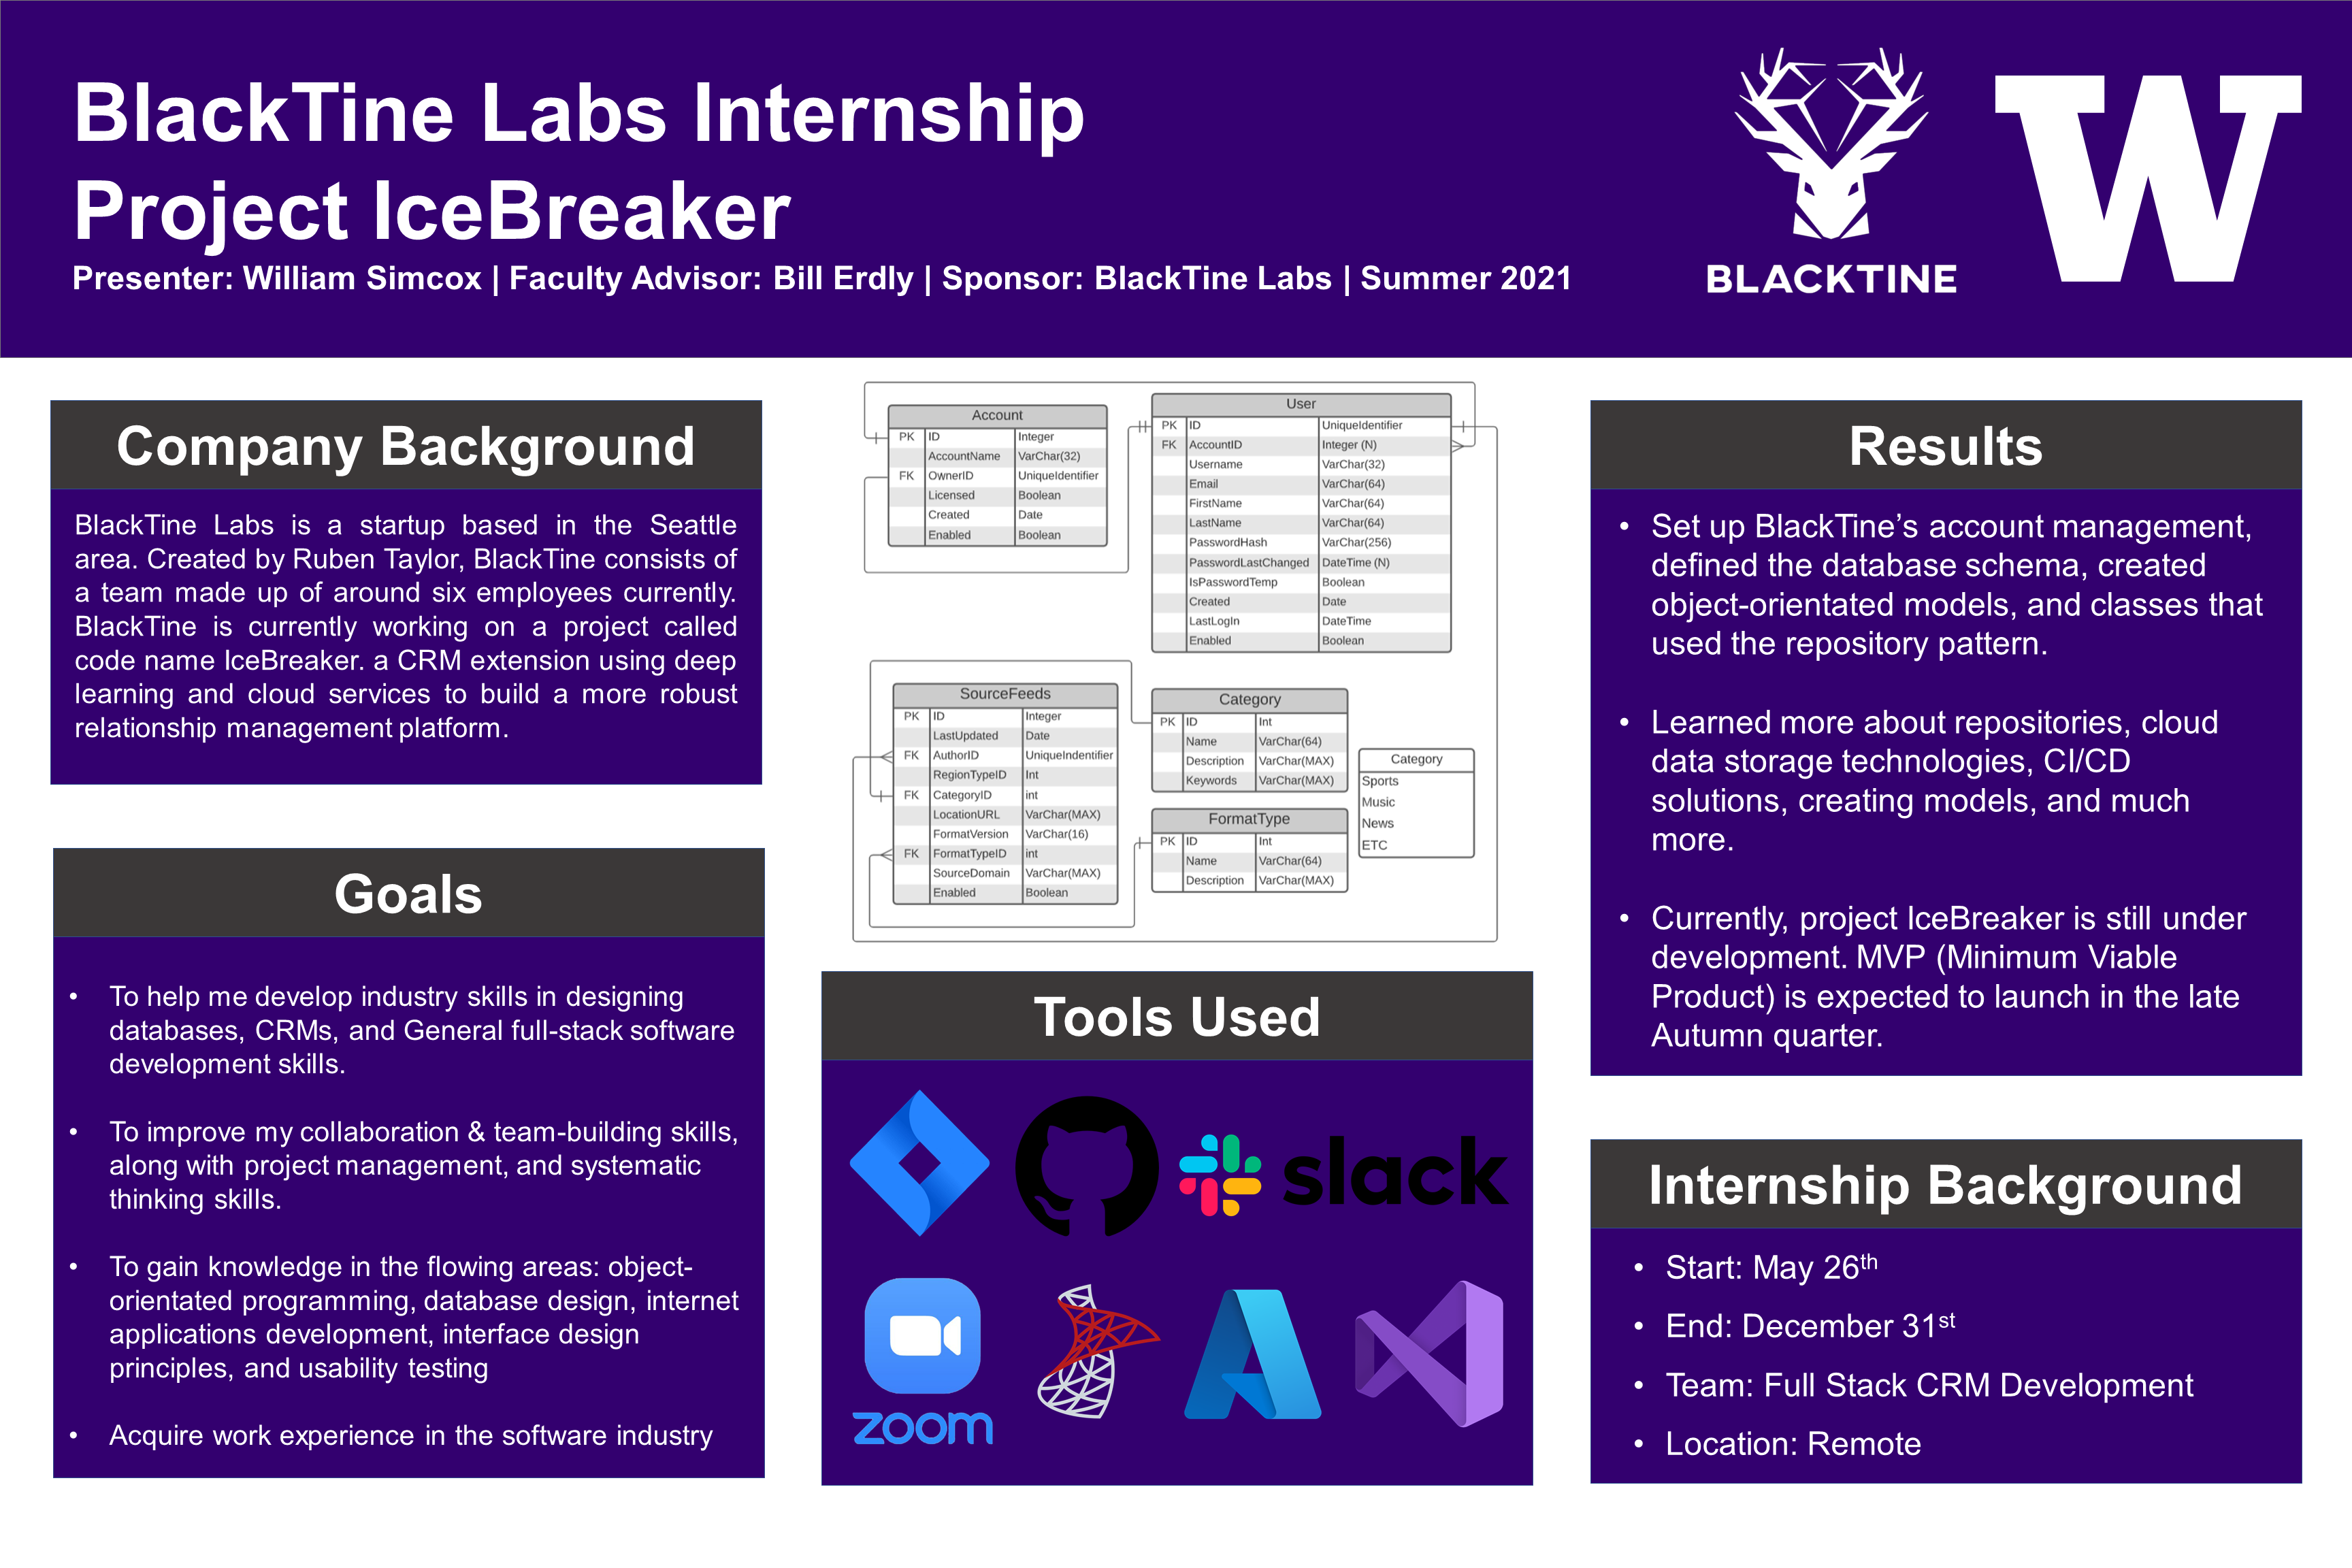 BlackTine Labs Internship
Project IceBreaker
Presenter: William Simcox | Faculty Advisor: Bill Erdly | Sponsor: BlackTine Labs | Summer 2021
BLACKTINE
W
Company Background
BlackTine Labs is a startup based in the Seattle
area. Created by Ruben Taylor, BlackTine consists of
a team made up of around six employees currently.
BlackTine is currently working on a project called
code name IceBreaker. a CRM extension using deep
learning and cloud services to build a more robust
relationship management platform.
Goals
• To help me develop industry skills in designing
databases, CRMs, and General full-stack software
development skills.
• To improve my collaboration & team-building skills,
along with project management, and systematic
thinking skills.
• To gain knowledge in the flowing areas: object-
orientated programming, database design, internet
applications development, interface design
principles, and usability testing
• Acquire work experience in the software industry
Account
PK ID Integer
AccountName VarChar(32)
FK OwnerID UniqueIdentifier
Licensed Boolean
Created Date
Enabled Boolean
User
PK ID UniqueIdentifier
FK AccountID Integer (N)
Username VarChar(32)
Email VarChar(64)
FirstName VarChar(64)
LastName VarChar(64)
PasswordHash VarChar(256)
PasswordLastChanged DateTime (N)
IsPasswordTemp Boolean
Created Date
LastLogIn DateTime
Enabled Boolean
SourceFeeds
PK ID Integer
LastUpdated Date
FK AuthorID UniqueIndentifier
RegionTypeID Int
FK CategoryID int
LocationURL VarChar(MAX)
FormatVersion VarChar(16)
FK FormatTypeID int
SourceDomain VarChar(MAX)
Enabled Boolean
Category
PK ID Int
Name VarChar(64)
Description VarChar(MAX)
Keywords VarChar(MAX)
Category
Sports
Music
News
ETC
FormatType
PK ID Int
Name VarChar(64)
Description VarChar(MAX)
Tools Used
slack
zoom
Results
• Set up BlackTine’s account management,
defined the database schema, created
object-orientated models, and classes that
used the repository pattern.
• Learned more about repositories, cloud
data storage technologies, CI/CD
solutions, creating models, and much
more.
• Currently, project IceBreaker is still under
development. MVP (Minimum Viable
Product) is expected to launch in the late
Autumn quarter.
Internship Background
• Start: May 26th
• End: December 31st
• Team: Full Stack CRM Development
• Location: Remote